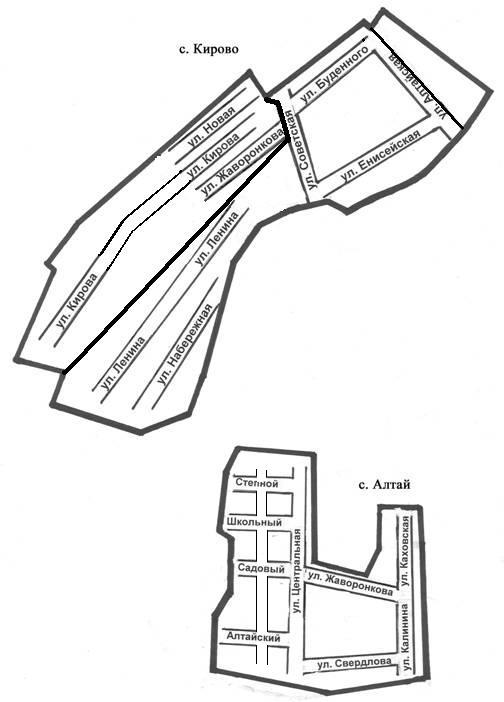 с. Кирово
ул. Буденного
ул. Алтайская
ул. Новая
ул. Кирова
ул. Жаворонкова
ул. Советская
ул. Енисейская
ул. Ленина
ул. Кирова
ул. Набережная
ул. Ленина
с. Алтай
Степной
Школьный
Садовый
Алтайский
ул. Центральная
ул. Жаворонкова
ул. Каховская
ул. Калинина
ул. Свердлова